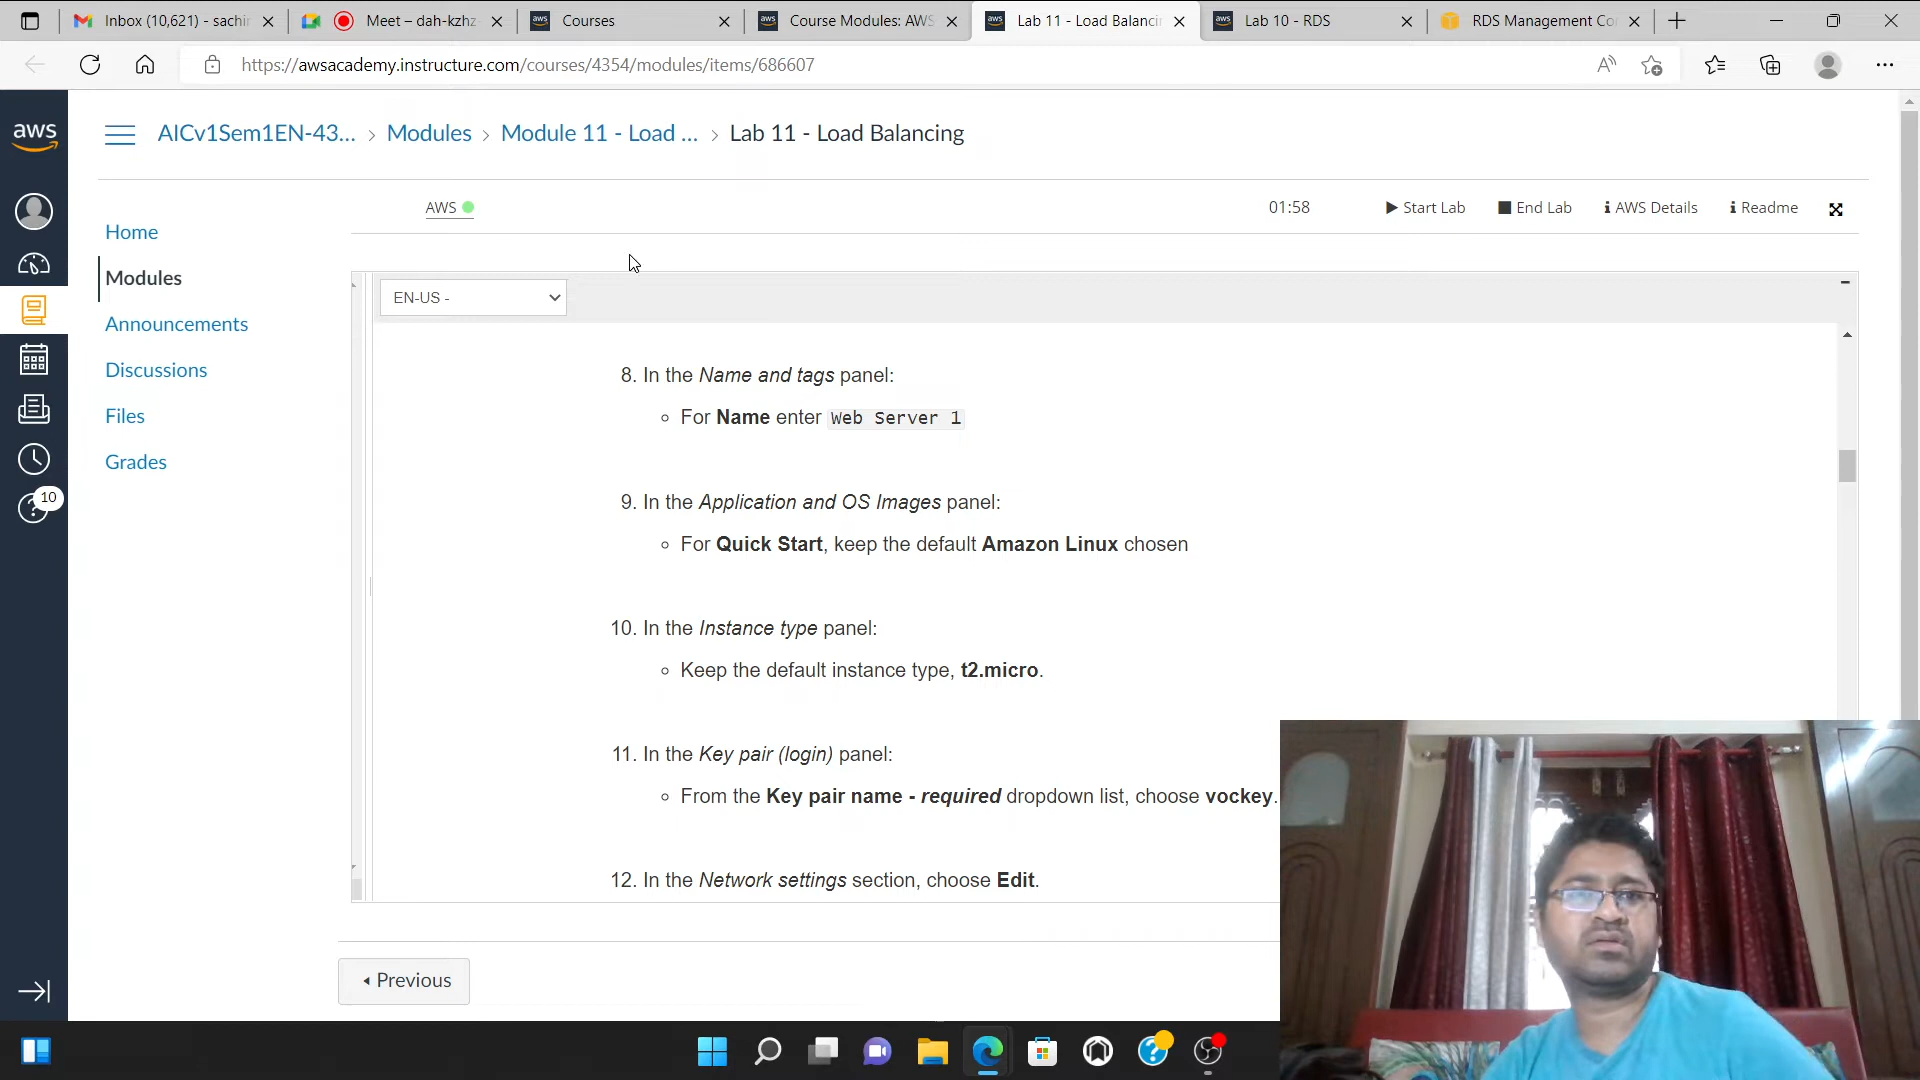 Inbox (10,621) - sachi
Meet – dah-kzhz
Courses
Course Modules: AWS
Lab 11 - Load Balancin
Lab 10 - RDS
RDS Management Co
https://awsacademy.instructure.com/courses/4354/modules/items/686607
aws
AICv1Sem1EN-43... > Modules > Module 11 - Load ... > Lab 11 - Load Balancing
AWS
01:58
Start Lab
End Lab
AWS Details
Readme
Home
Modules
Announcements
Discussions
Files
Grades
10
EN-US -
8. In the Name and tags panel:
For Name enter Web Server 1
9. In the Application and OS Images panel:
For Quick Start, keep the default Amazon Linux chosen
10. In the Instance type panel:
Keep the default instance type, t2.micro.
11. In the Key pair (login) panel:
From the Key pair name - required dropdown list, choose vockey.
12. In the Network settings section, choose Edit.
Previous